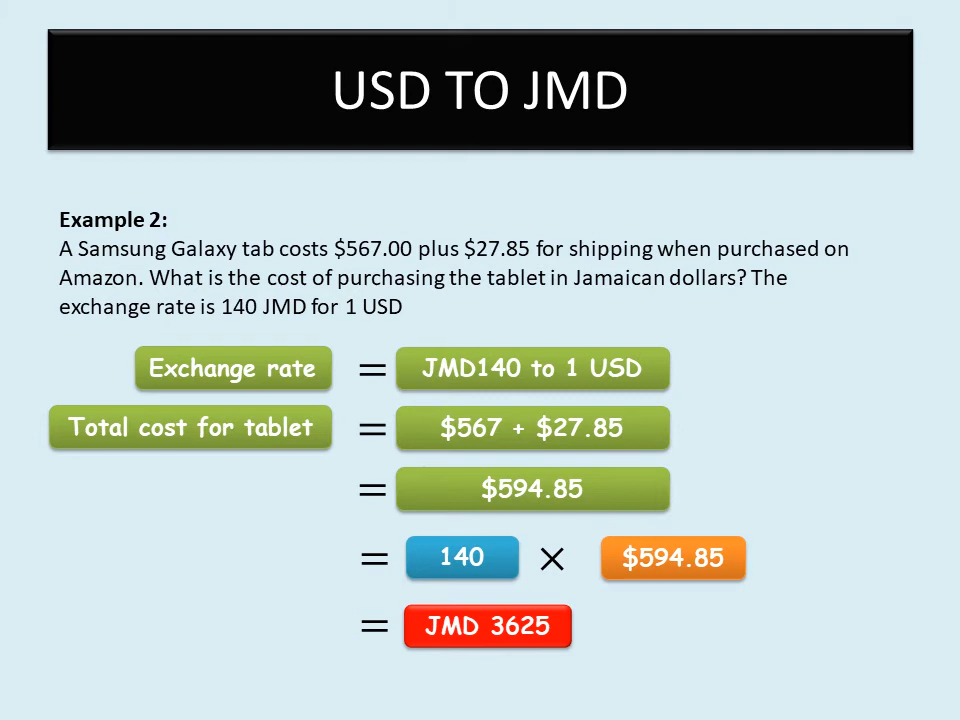 USD TO JMD
Example 2:
A Samsung Galaxy tab costs $567.00 plus $27.85 for shipping when purchased on
Amazon. What is the cost of purchasing the tablet in Jamaican dollars? The
exchange rate is 140 JMD for 1 USD
Exchange rate = JMD140 to 1 USD
Total cost for tablet = $567 + $27.85
= $594.85
= 140 × $594.85
= JMD 3625